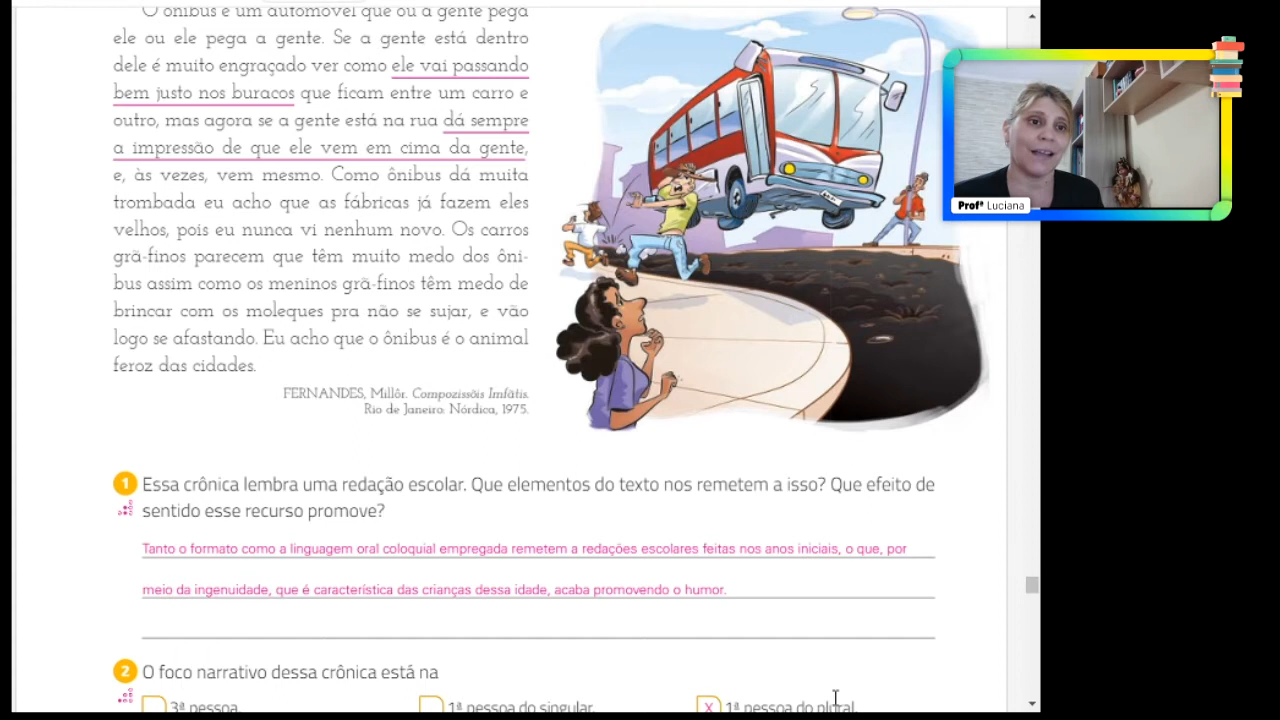 O ônibus é um automóvel que ou a gente pega
ele ou ele pega a gente. Se a gente está dentro
dele é muito engraçado ver como ele vai passando
bem justo nos buracos que ficam entre um carro e
outro, mas agora se a gente está na rua dá sempre
a impressão de que ele vem em cima da gente,
e, às vezes, vem mesmo. Como ônibus dá muita
trombada eu acho que as fábricas já fazem eles
velhos, pois eu nunca vi nenhum novo. Os carros
grã-finos parecem que têm muito medo dos ôni-
bus assim como os meninos grã-finos têm medo de
brincar com os moleques pra não se sujar, e vão
logo se afastando. Eu acho que o ônibus é o animal
feroz das cidades.
FERNANDES, Millôr. Compozissõis Imfãtis.
Rio de Janeiro: Nórdica, 1975.
Profª Luciana
1 Essa crônica lembra uma redação escolar. Que elementos do texto nos remetem a isso? Que efeito de
sentido esse recurso promove?
Tanto o formato como a linguagem oral coloquial empregada remetem a redações escolares feitas nos anos iniciais, o que, por
meio da ingenuidade, que é característica das crianças dessa idade, acaba promovendo o humor.
2 O foco narrativo dessa crônica está na
3ª pessoa. 1ª pessoa do singular. X 1ª pessoa do plural.